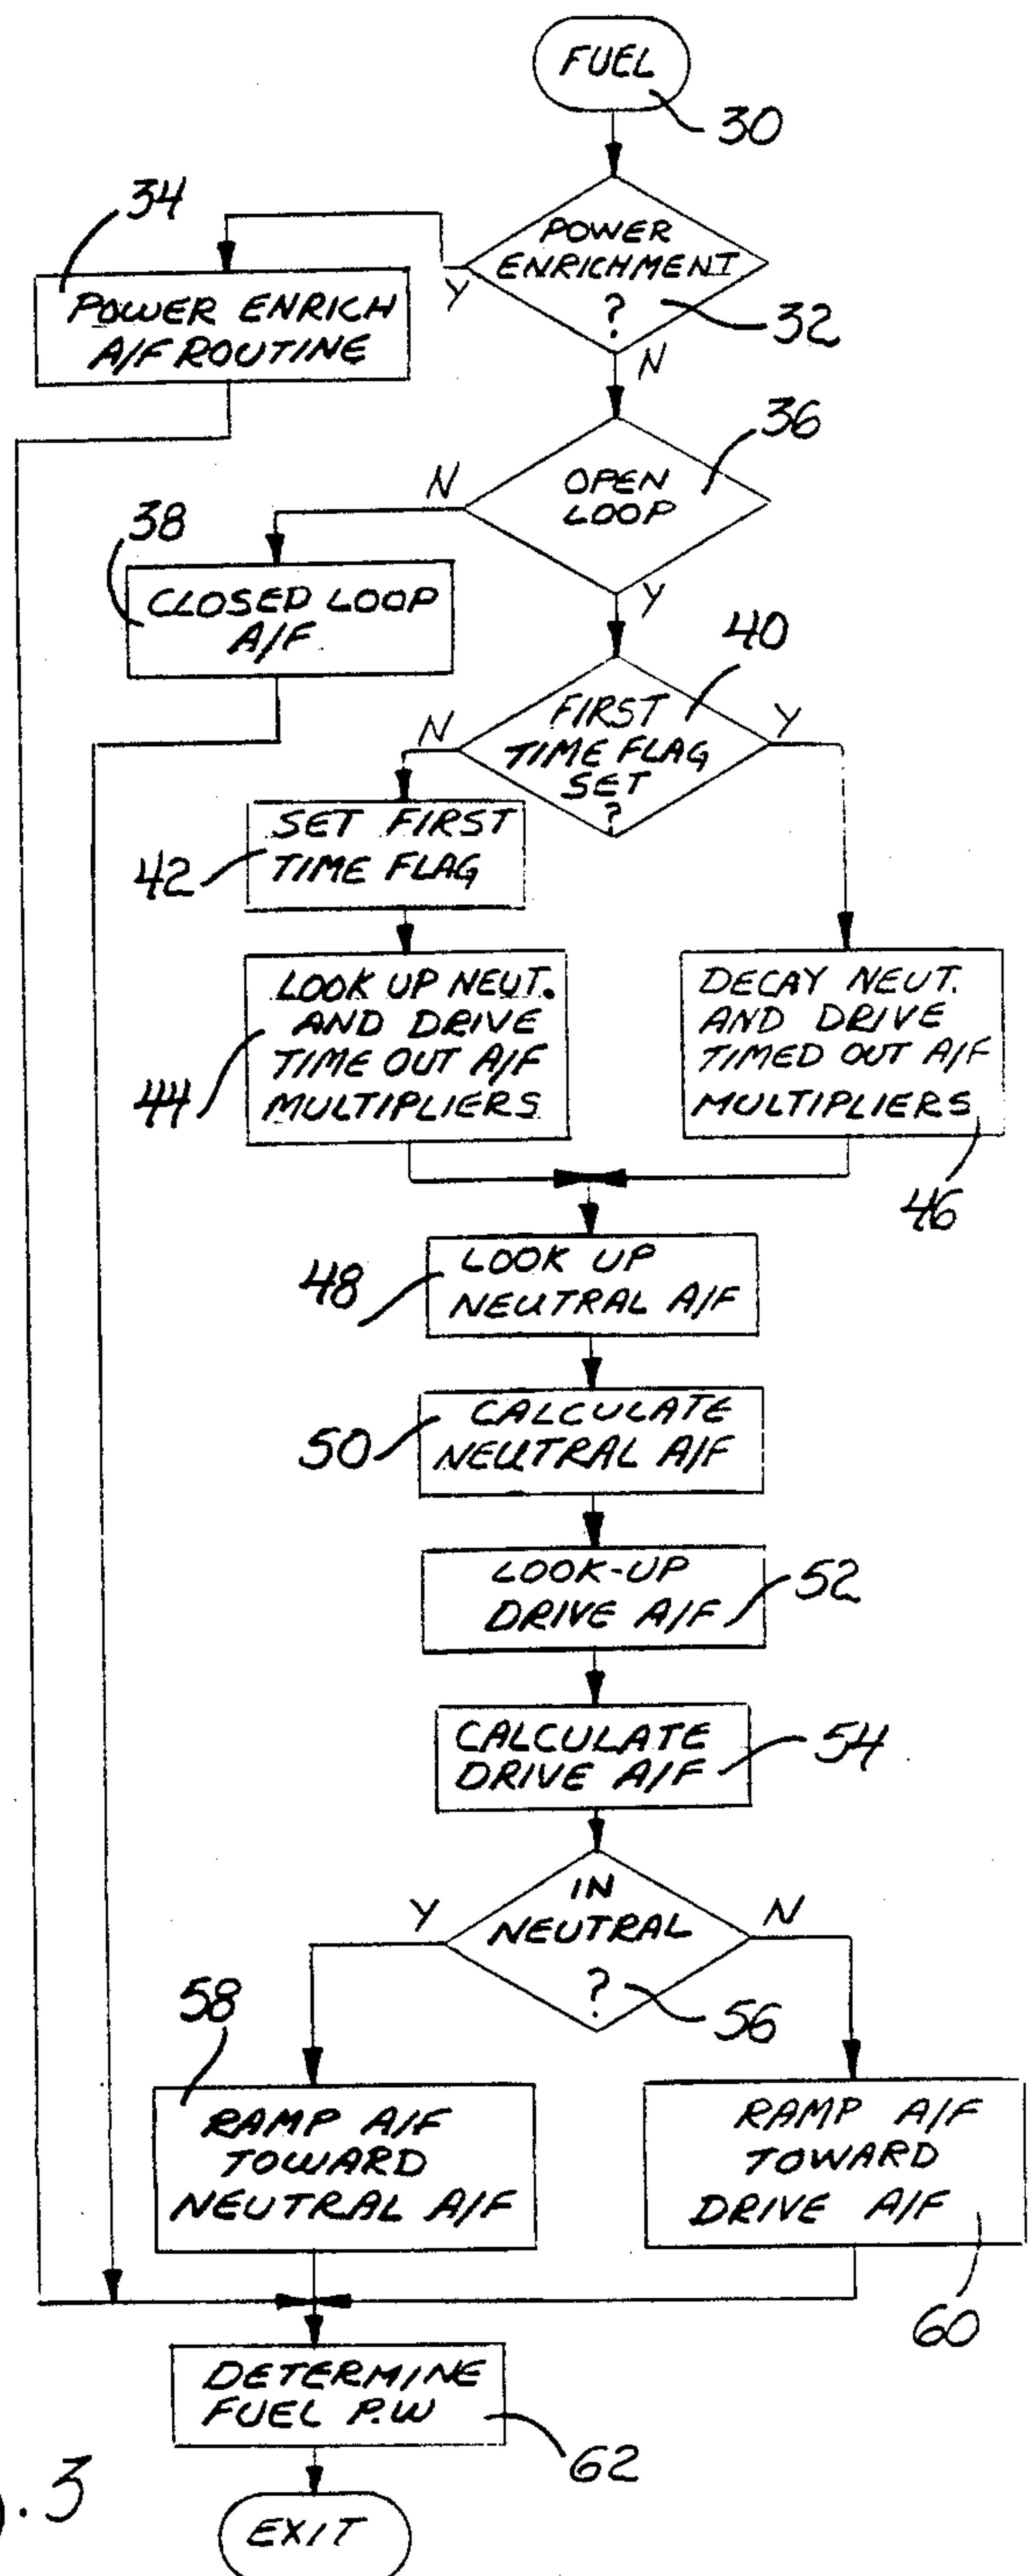 FUEL
30
34
POWER
ENRICHMENT
?
32
Y
N
POWER ENRICH
A/F ROUTINE
36
OPEN
LOOP
N
Y
38
CLOSED LOOP
A/F
40
FIRST
TIME FLAG
SET
?
N
Y
SET FIRST
TIME FLAG
42
LOOK UP NEUT.
AND DRIVE
TIME OUT A/F
MULTIPLIERS
44
DECAY NEUT.
AND DRIVE
TIMED OUT A/F
MULTIPLIERS
46
48
LOOK UP
NEUTRAL A/F
50
CALCULATE
NEUTRAL A/F
LOOK-UP
DRIVE A/F
52
CALCULATE
DRIVE A/F
54
IN
NEUTRAL
?
Y
N
56
58
RAMP A/F
TOWARD
NEUTRAL A/F
RAMP A/F
TOWARD
DRIVE A/F
60
DETERMINE
FUEL P.W
62
EXIT
. 3